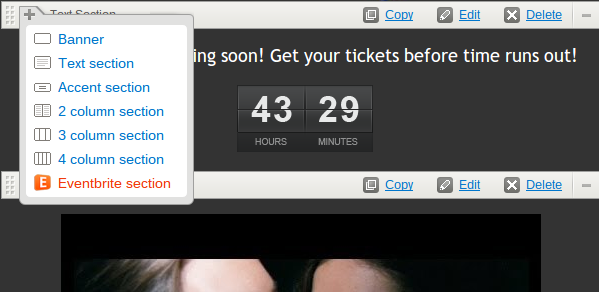 Text Section
Copy Edit Delete
Banner
Text section
Accent section
2 column section
3 column section
4 column section
E Eventbrite section
ing soon! Get your tickets before time runs out!
43 29
HOURS MINUTES
Copy Edit Delete